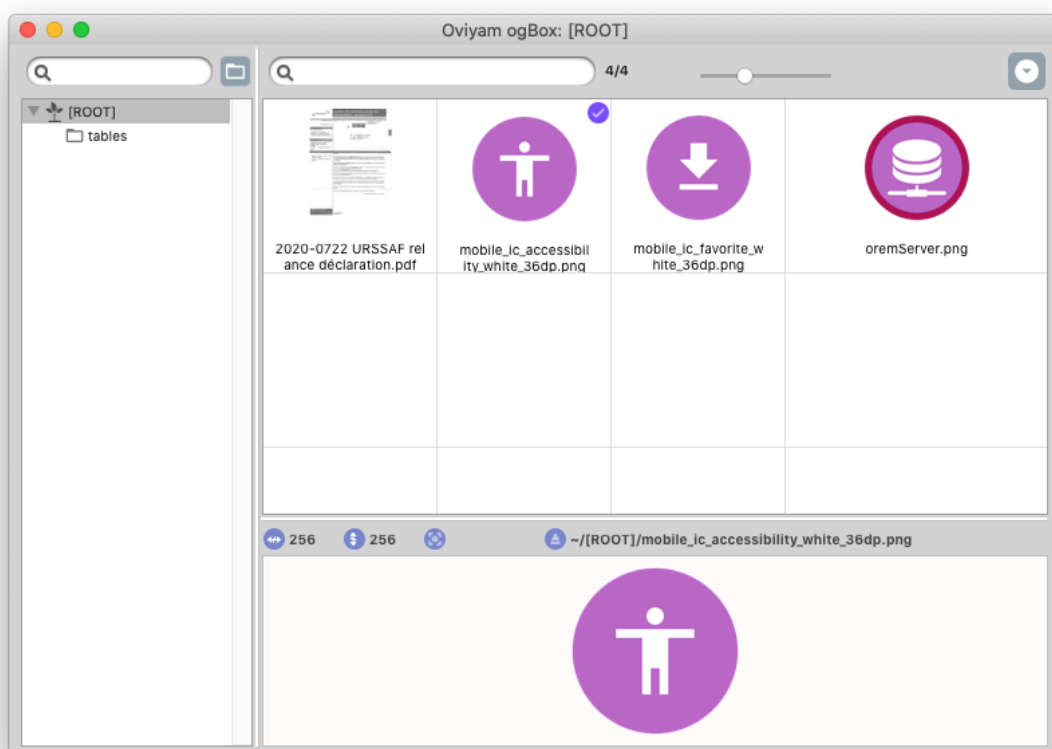 Oviyam ogBox: [ROOT]
4/4
[ROOT]
tables
2020-0722 URSSAF rel
ance déclaration.pdf
mobile_ic_accessibil
ity_white_36dp.png
mobile_ic_favorite_w
hite_36dp.png
oremServer.png
256
256
~/[ROOT]/mobile_ic_accessibility_white_36dp.png